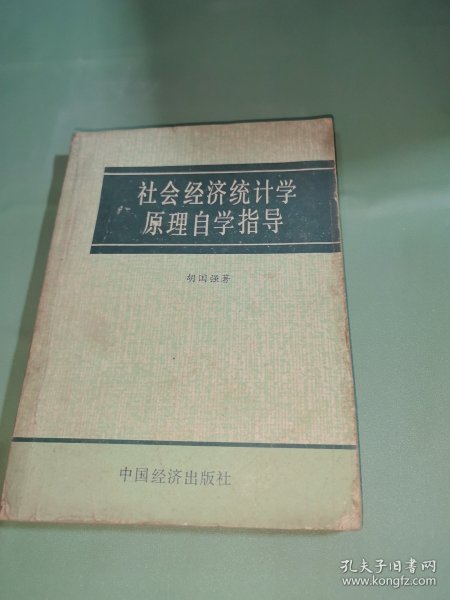 社会经济统计学
原理自学指导
胡国强著
中国经济出版社
孔夫子旧书网
www.kongfz.com